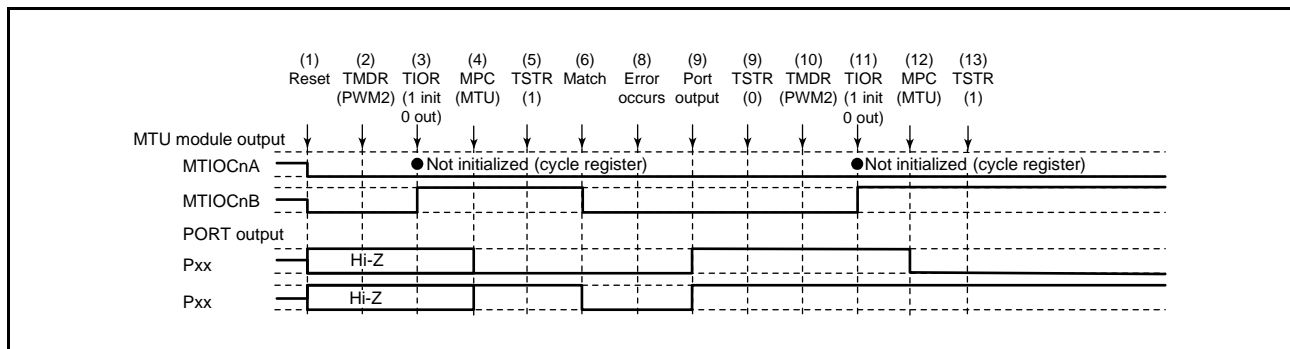 (1) (2) (3) (4) (5) (6) (8) (9) (9) (10) (11) (12) (13)
Reset TMDR TIOR MPC TSTR Match Error Port TSTR TMDR TIOR MPC TSTR
(PWM2) (1 init (MTU) (1) occurs output (0) (PWM2) (1 init (MTU) (1)
0 out) 0 out)
MTU module output
MTIOCnA Not initialized (cycle register) Not initialized (cycle register)
MTIOCnB
PORT output
Pxx Hi-Z
Pxx Hi-Z